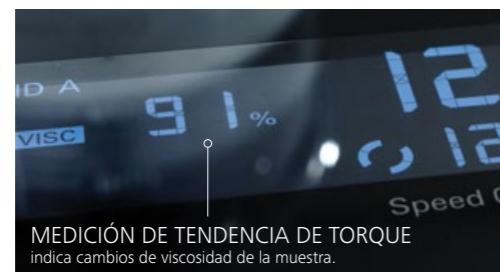 ID A
VISC
91%
12
12
Speed
MEDICIÓN DE TENDENCIA DE TORQUE
indica cambios de viscosidad de la muestra.